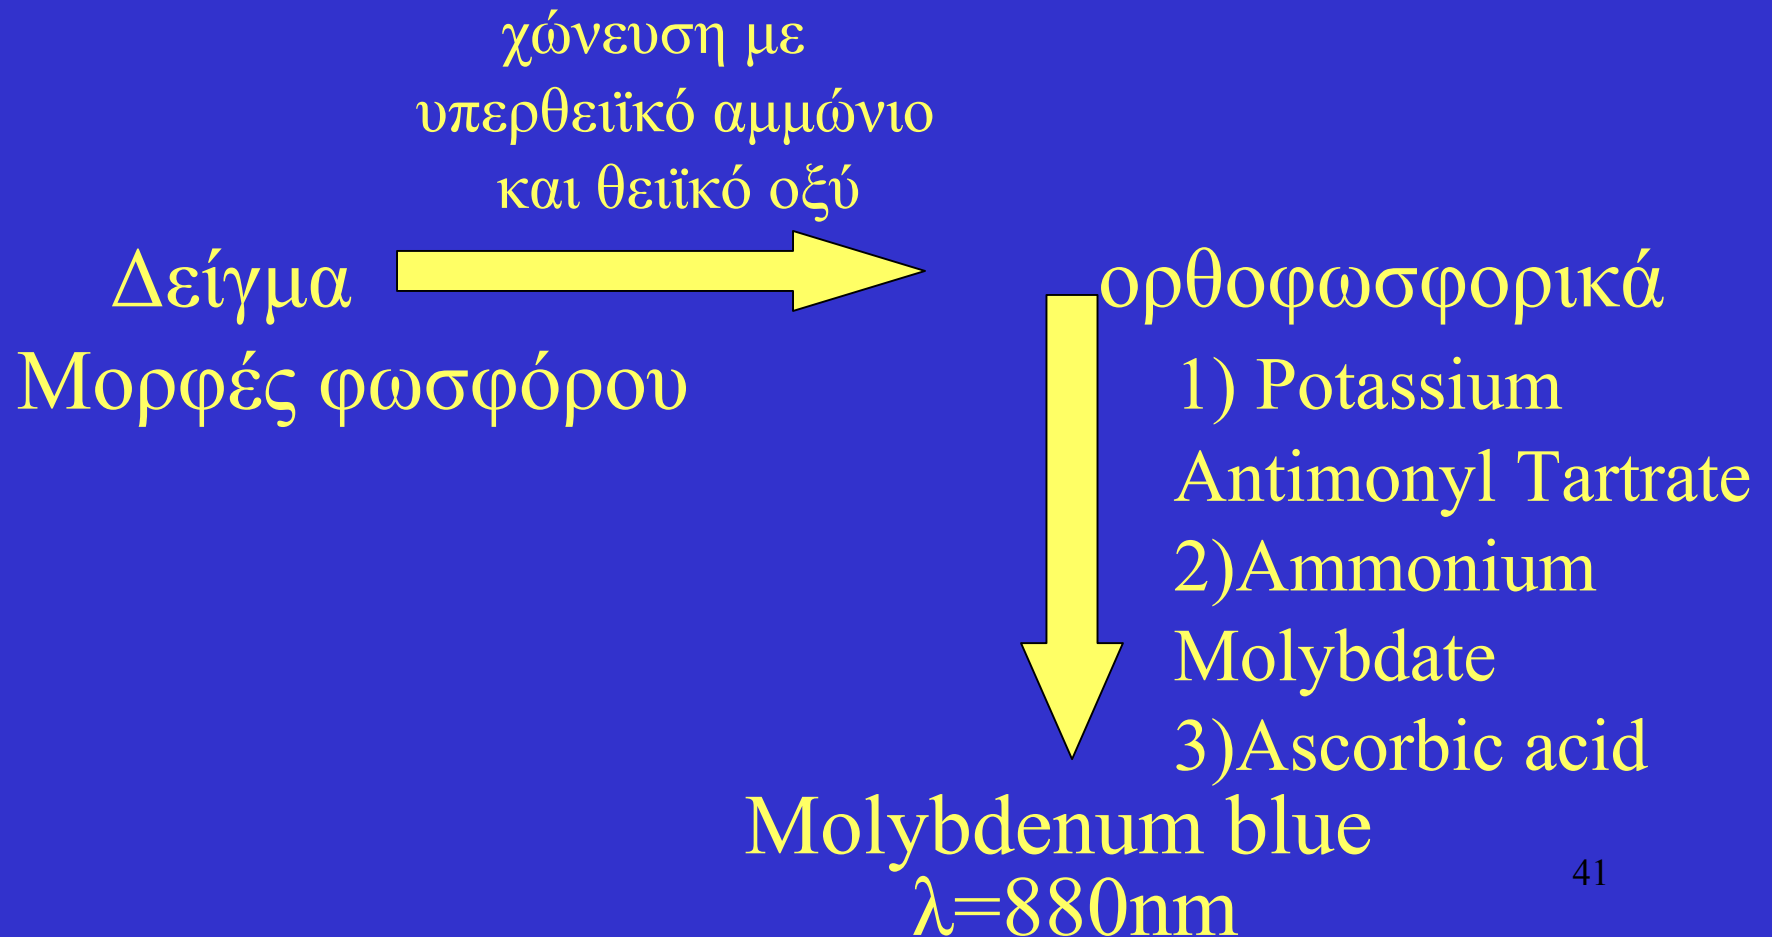 χώνευση με
υπερθειϊκό αμμώνιο
και θειϊκό οξύ
Δείγμα
Μορφές φωσφόρου
ορθοφωσφορικά
1) Potassium
Antimonyl Tartrate
2)Ammonium
Molybdate
3)Ascorbic acid
Molybdenum blue
λ=880nm
41